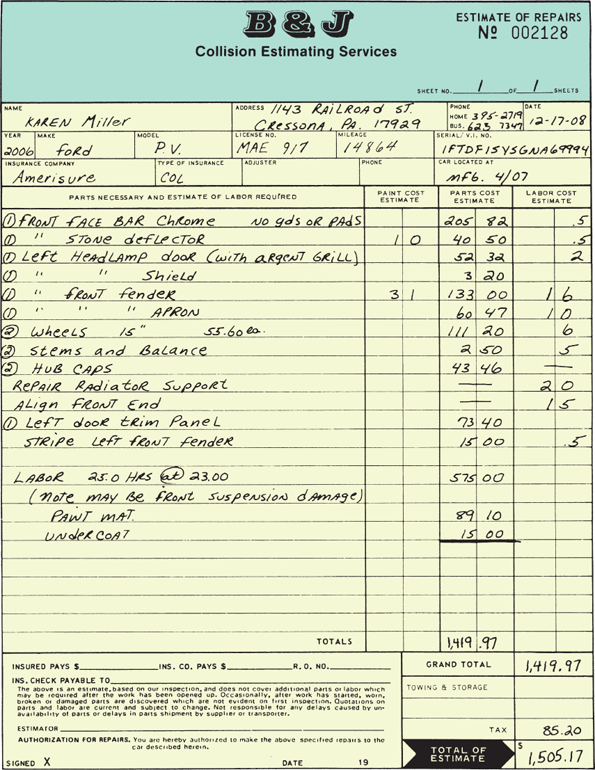 B & J
Collision Estimating Services
ESTIMATE OF REPAIRS
Nº 002128
SHEET NO. 1 OF 1 SHEETS
NAME KAREN Miller
ADDRESS 1143 RAILROAD ST. CRESSONA, PA. 17929
PHONE HOME 395-2719 BUS. 623 7347
DATE 12-17-08
YEAR 2006 MAKE Ford MODEL P.V. LICENSE NO. MAE 917 MILEAGE 14864 SERIAL/V.I. NO. 1FTDF15YSGNA69994
INSURANCE COMPANY Amerisure TYPE OF INSURANCE COL ADJUSTER PHONE CAR LOCATED AT MFG. 4/07
PARTS NECESSARY AND ESTIMATE OF LABOR REQUIRED PAINT COST ESTIMATE PARTS COST ESTIMATE LABOR COST ESTIMATE
① FRONT FACE BAR Chrome NO gds OR PAdS 205 82 .5
① " STONE deFLECTOR 1 0 40 50 .5
① Left HeadLAMP door (with ARgENT GRILL) 52 32 2
① " " Shield 3 20
① " FRONT fender 3 1 133 00 1 6
① " " APRON 60 47 1 0
② Wheels 15" 55.60 ea. 111 20 6
② Stems and Balance 2 50 5
② HUB CAPS 43 46 —
RePAIR RAdiatoR SUPPORT — 2 0
ALign FRONT End — 1 5
① Left door tRIM Panel 73 40
STRIPE Left fRONT fender 15 00 .5
LABOR 25.0 HRS at 23.00 575 00
(Note MAY Be FRONT SUSPENSION dAMAGE)
PAINT MAT. 89 10
UNdeRCOAT 15 00
TOTALS 1,419 .97
INSURED PAYS $ INS. CO. PAYS $ R.O. NO. GRAND TOTAL 1,419.97
INS. CHECK PAYABLE TO
TOWING & STORAGE
The above is an estimate, based on our inspection, and does not cover additional parts or labor which
may be required after the work has been opened up. Occasionally, after work has started, worn,
broken or damaged parts are discovered which are not evident on first inspection. Quotations on
parts and labor are current and subject to change. Not responsible for any delays caused by un-
availability of parts or delays in parts shipment by supplier or transporter.
ESTIMATOR
TAX 85.20
AUTHORIZATION FOR REPAIRS. You are hereby authorized to make the above specified repairs to the
car described herein.
TOTAL OF ESTIMATE $ 1,505.17
SIGNED X DATE 19